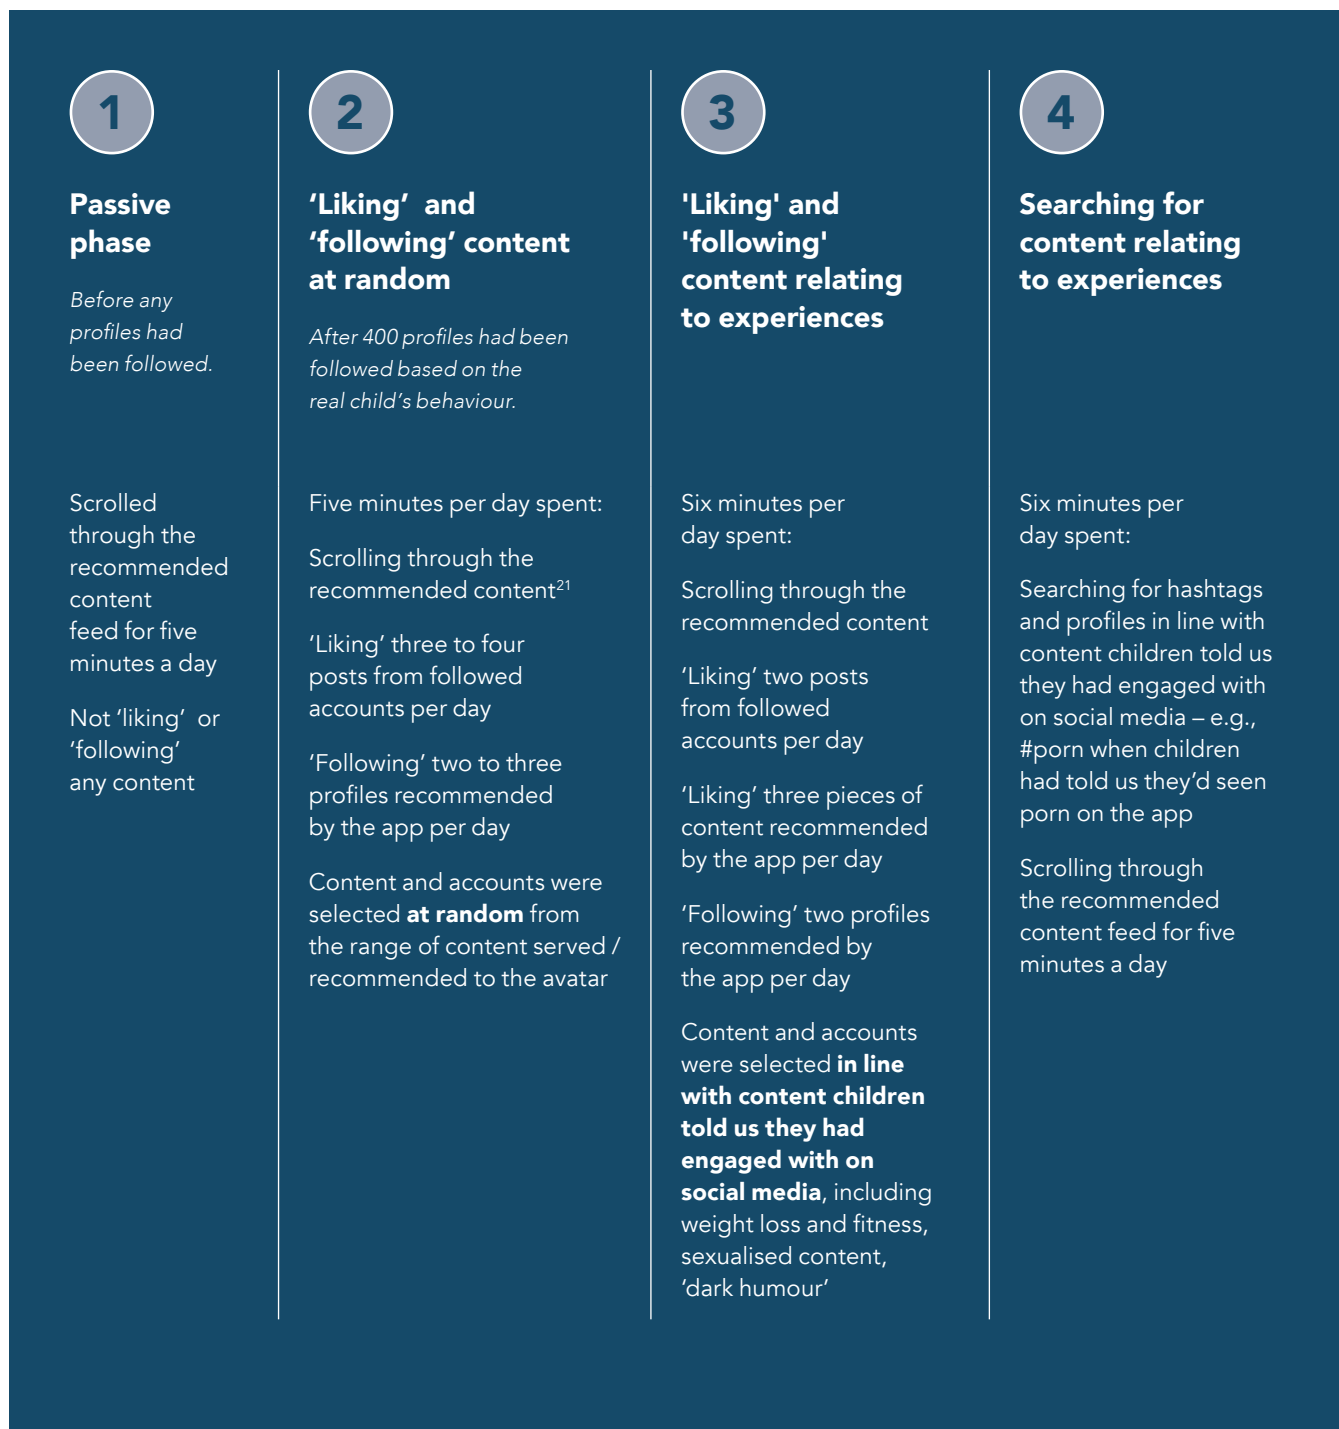 1
Passive
phase
Before any
profiles had
been followed.
Scrolled
through the
recommended
content
feed for five
minutes a day
Not ‘liking’  or
‘following’
any content
2
‘Liking’  and
‘following’ content
at random
After 400 profiles had been
followed based on the
real child’s behaviour.
Five minutes per day spent:
Scrolling through the
recommended content21
‘Liking’ three to four
posts from followed
accounts per day
‘Following’ two to three
profiles recommended
by the app per day
Content and accounts were
selected at random from
the range of content served /
recommended to the avatar
3
'Liking' and
'following'
content relating
to experiences
Six minutes per
day spent:
Scrolling through the
recommended content
‘Liking’ two posts
from followed
accounts per day
‘Liking’ three pieces of
content recommended
by the app per day
‘Following’ two profiles
recommended by
the app per day
Content and accounts
were selected in line
with content children
told us they had
engaged with on
social media, including
weight loss and fitness,
sexualised content,
‘dark humour’
4
Searching for
content relating
to experiences
Six minutes per
day spent:
Searching for hashtags
and profiles in line with
content children told us
they had engaged with
on social media – e.g.,
#porn when children
had told us they’d seen
porn on the app
Scrolling through
the recommended
content feed for five
minutes a day